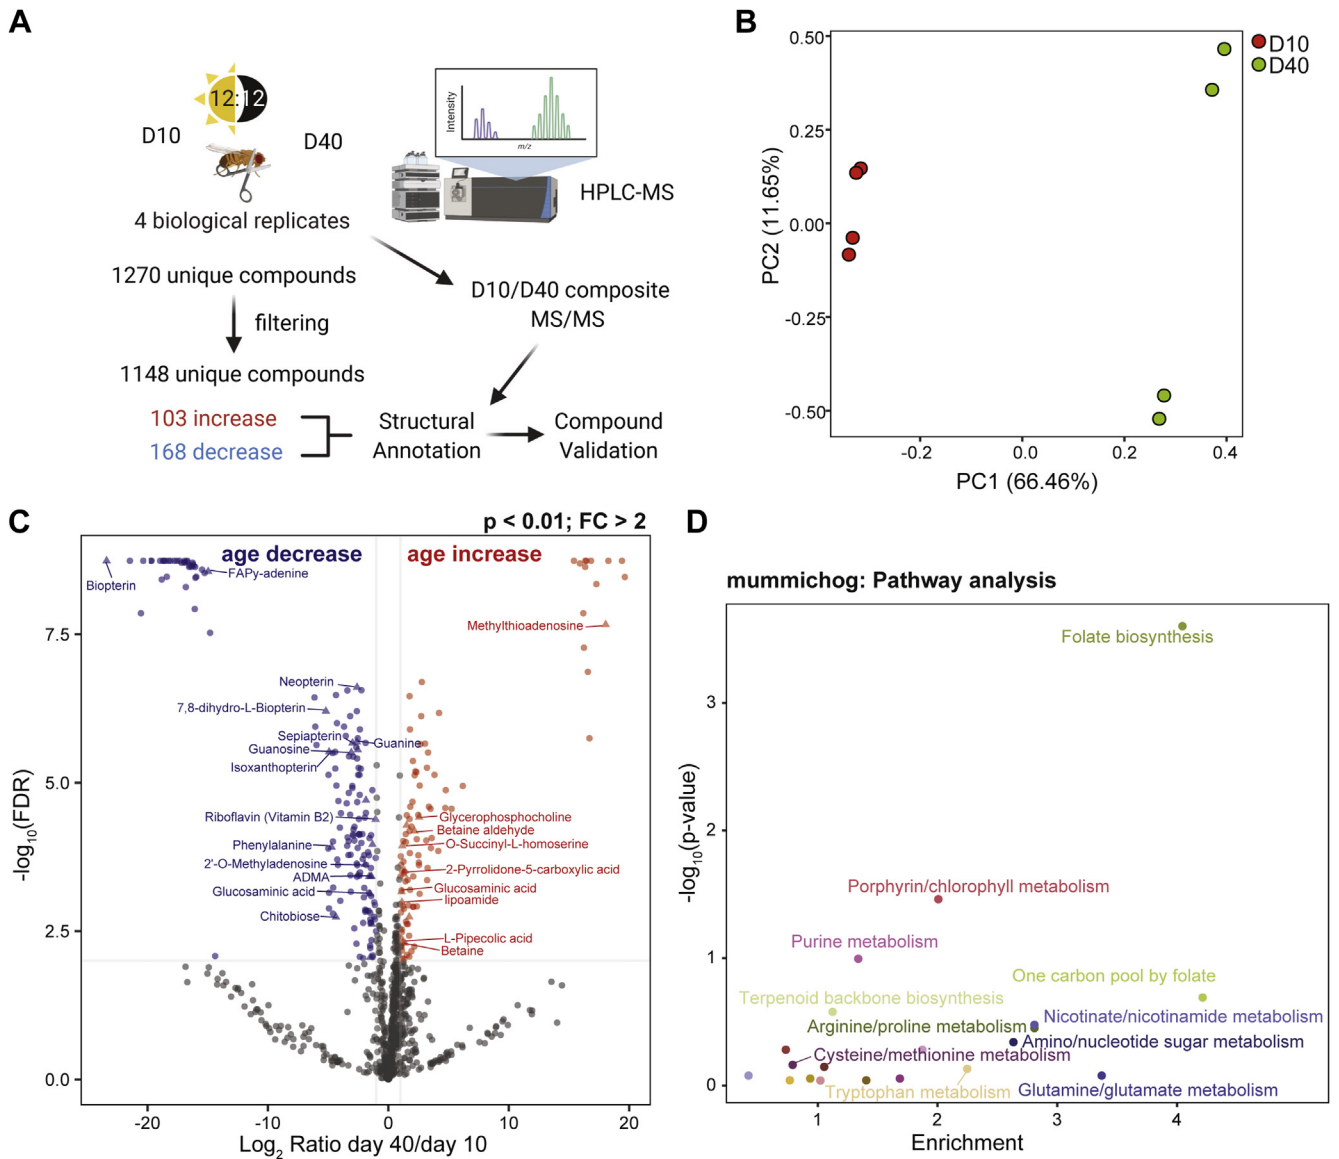 A
12:12
D10
D40
4 biological replicates
Intensity
m/z
HPLC-MS
1270 unique compounds
filtering
D10/D40 composite
MS/MS
1148 unique compounds
103 increase
168 decrease
Structural
Annotation
Compound
Validation
B
0.50
0.25
0.00
-0.25
-0.50
PC2 (11.65%)
-0.2
0.0
0.2
0.4
PC1 (66.46%)
D10
D40
C
p < 0.01; FC > 2
age decrease
age increase
Biopterin
FAPy-adenine
Methylthioadenosine
Neopterin
7,8-dihydro-L-Biopterin
Sepiapterin
Guanine
Guanosine
Isoxanthopterin
Riboflavin (Vitamin B2)
Glycerophosphocholine
Betaine aldehyde
Phenylalanine
O-Succinyl-L-homoserine
2'-O-Methyladenosine
2-Pyrrolidone-5-carboxylic acid
ADMA
Glucosaminic acid
Glucosaminic acid
lipoamide
Chitobiose
L-Pipecolic acid
Betaine
7.5
5.0
2.5
0.0
-log10(FDR)
-20
-10
0
10
20
Log2 Ratio day 40/day 10
D
mummichog: Pathway analysis
Folate biosynthesis
Porphyrin/chlorophyll metabolism
Purine metabolism
One carbon pool by folate
Terpenoid backbone biosynthesis
Nicotinate/nicotinamide metabolism
Arginine/proline metabolism
Amino/nucleotide sugar metabolism
Cysteine/methionine metabolism
Tryptophan metabolism
Glutamine/glutamate metabolism
3
2
1
0
-log10(p-value)
1
2
3
4
Enrichment